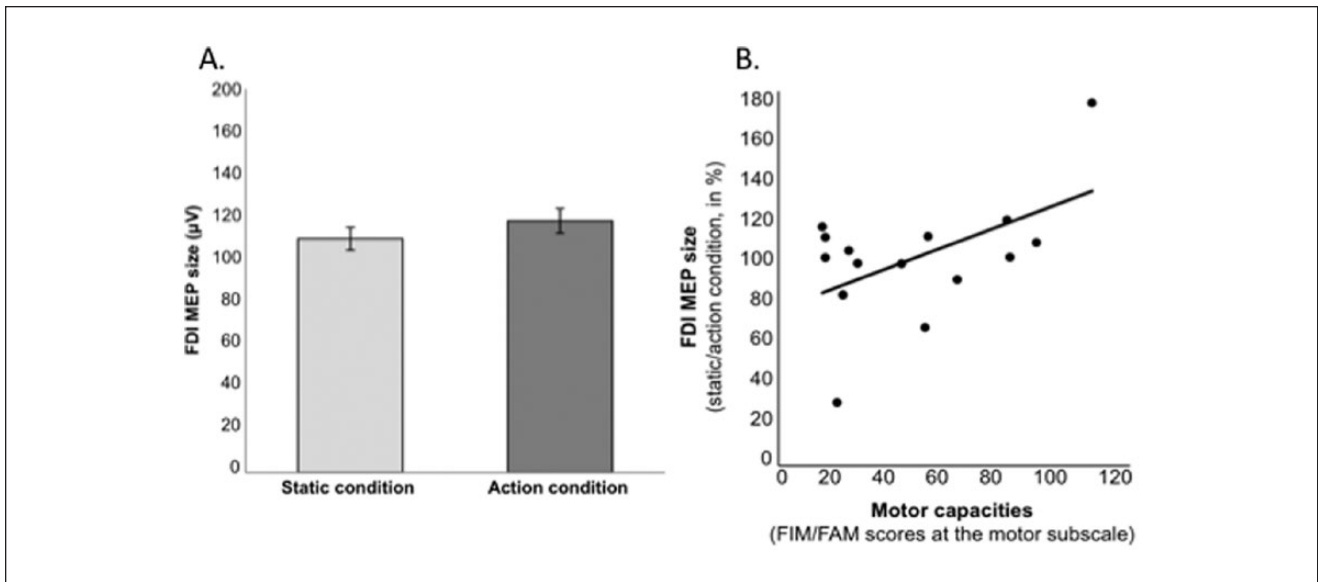 A.
200
160
140
120
100
80
60
40
20
0
FDI MEP size (µV)
Static condition
Action condition
B.
180
160
140
120
100
80
60
40
20
0
FDI MEP size
(static/action condition, in %)
0 20 40 60 80 100 120
Motor capacities
(FIM/FAM scores at the motor subscale)